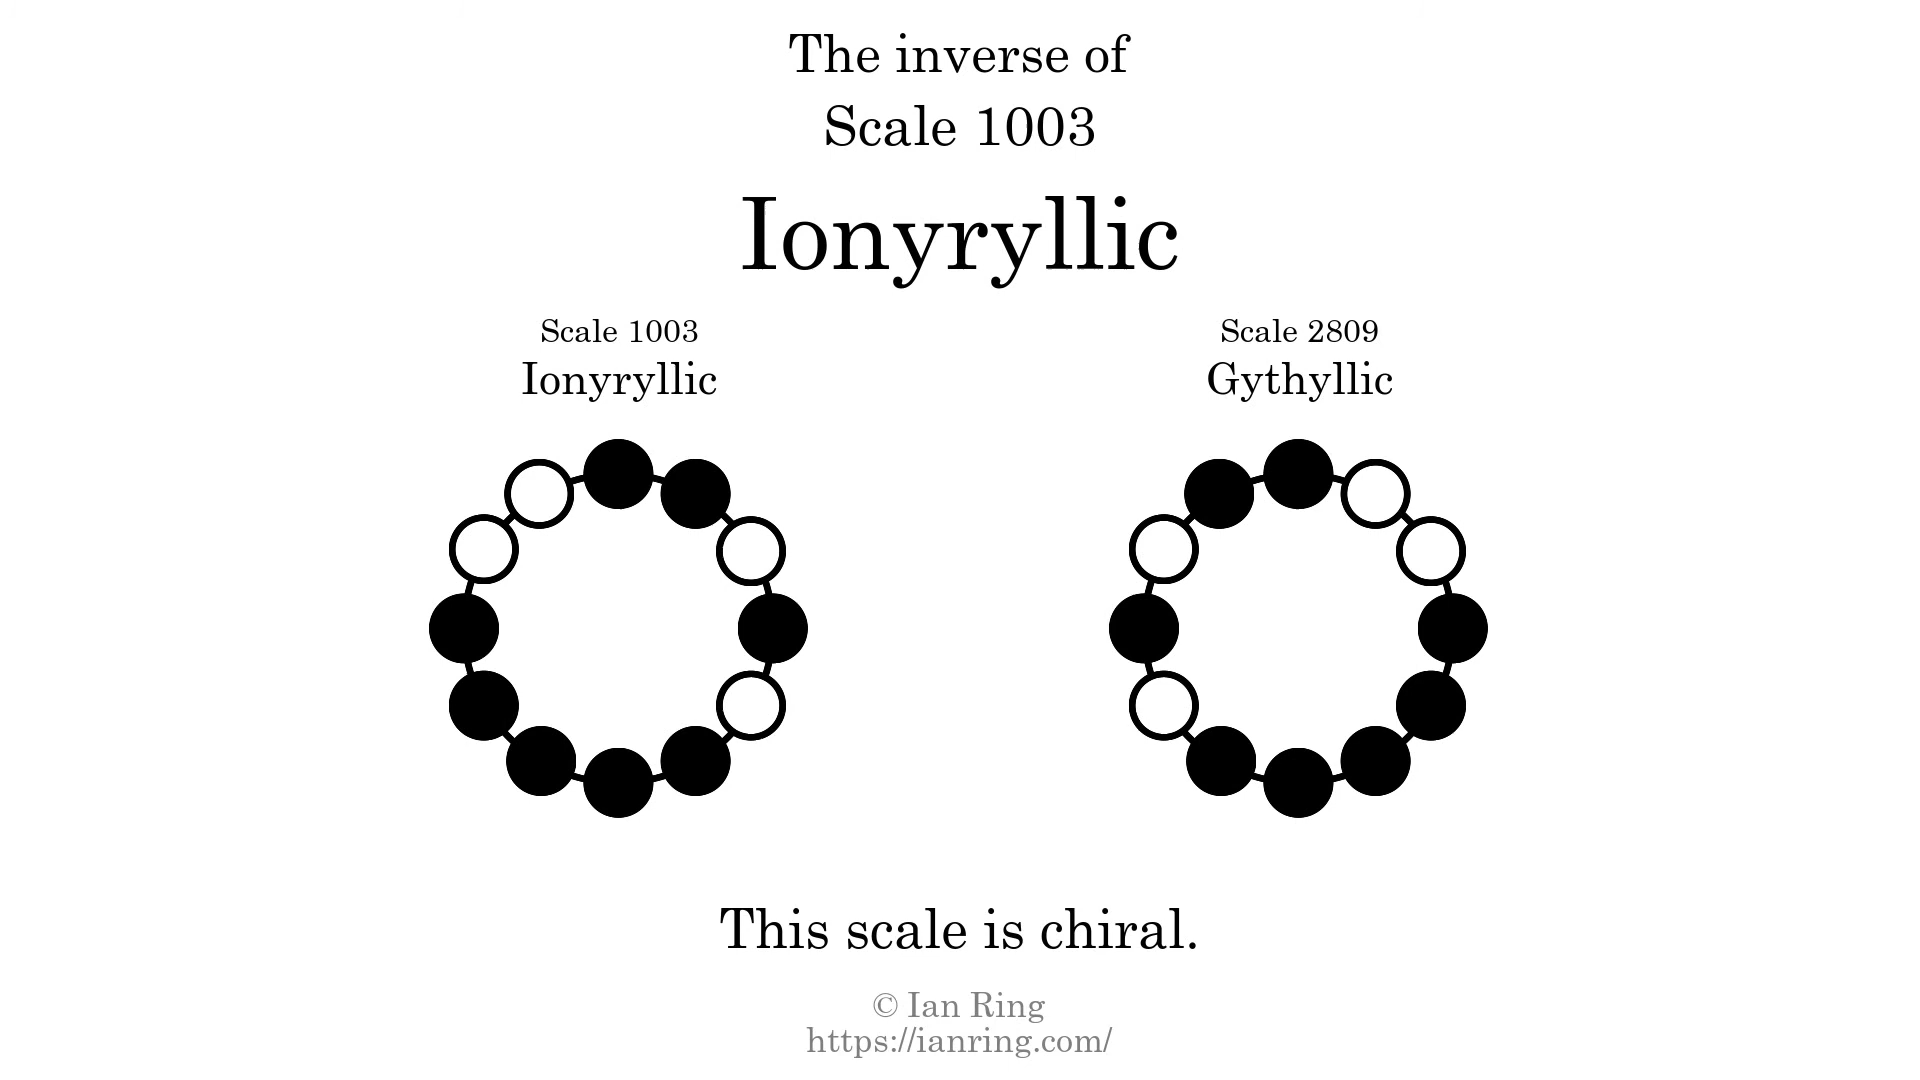 The inverse of
Scale 1003
Ionyryllic
Scale 1003
Ionyryllic
Scale 2809
Gythyllic
This scale is chiral.
© Ian Ring
https://ianring.com/